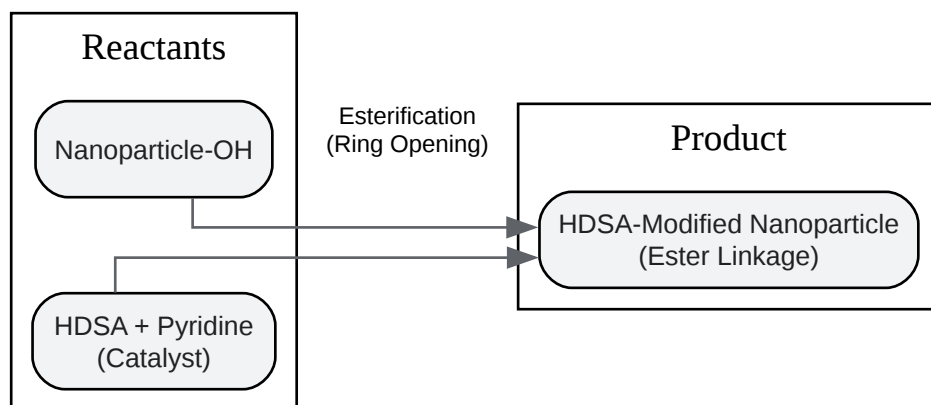 Reactants
Nanoparticle-OH
HDSA + Pyridine
(Catalyst)
Esterification
(Ring Opening)
Product
HDSA-Modified Nanoparticle
(Ester Linkage)